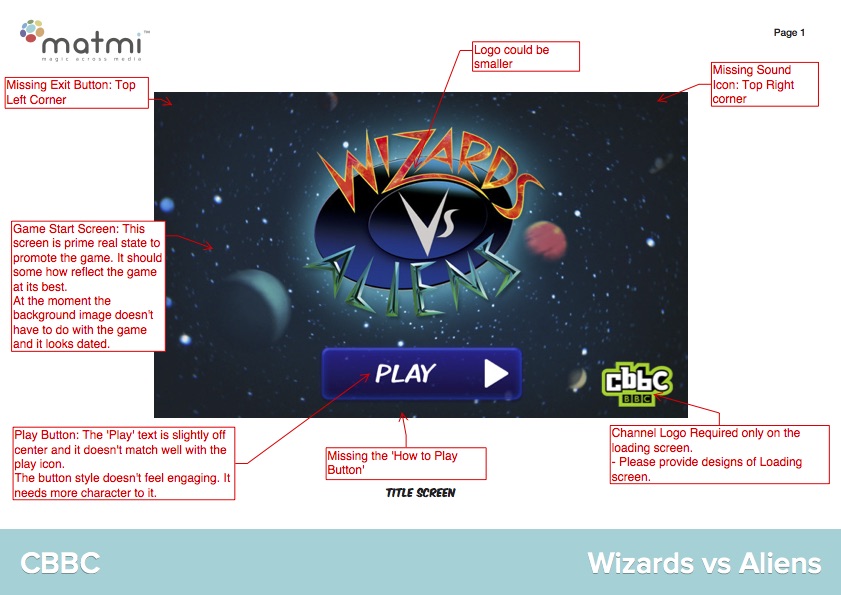 matmi™
magic across media
Page 1
Logo could be
smaller
Missing Exit Button: Top
Left Corner
Missing Sound
Icon: Top Right
corner
WIZARDS
Vs
ALIENS
Game Start Screen: This
screen is prime real state to
promote the game. It should
some how reflect the game
at its best.
At the moment the
background image doesn't
have to do with the game
and it looks dated.
PLAY
cbbc
BBC
Play Button: The 'Play' text is slightly off
center and it doesn't match well with the
play icon.
The button style doesn't feel engaging. It
needs more character to it.
Missing the 'How to Play
Button'
Channel Logo Required only on the
loading screen.
- Please provide designs of Loading
screen.
TITLE SCREEN
CBBC
Wizards vs Aliens